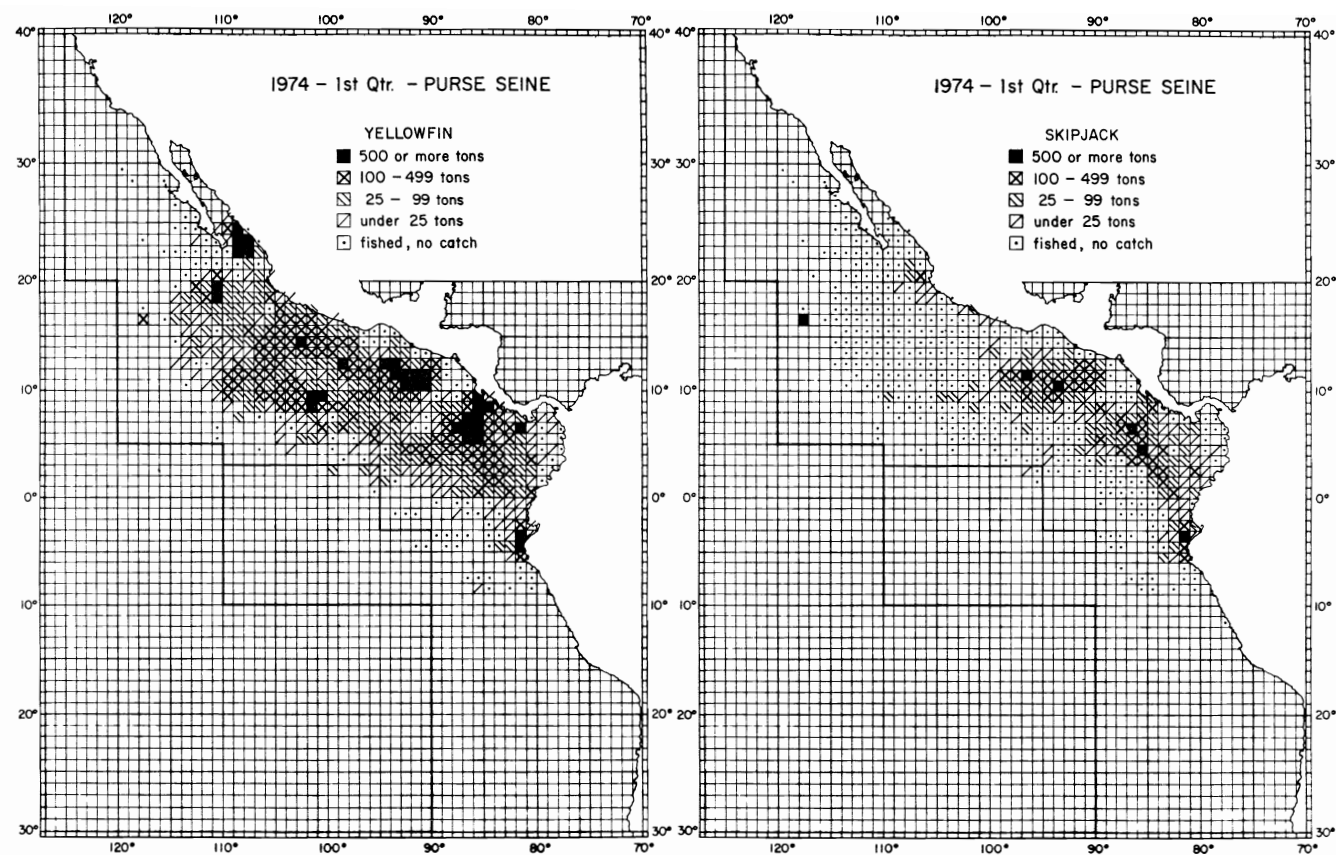 120° 110° 100° 90° 80° 70°
40° 40°
1974 – 1st Qtr. – PURSE SEINE
YELLOWFIN
500 or more tons
100 – 499 tons
25 – 99 tons
under 25 tons
fished, no catch
30° 30°
20° 20°
10° 10°
0° 0°
10° 10°
20° 20°
30° 30°
120° 110° 100° 90° 80° 70°
120° 110° 100° 90° 80° 70°
40° 40°
1974 – 1st Qtr. – PURSE SEINE
SKIPJACK
500 or more tons
100 – 499 tons
25 – 99 tons
under 25 tons
fished, no catch
30° 30°
20° 20°
10° 10°
0° 0°
10° 10°
20° 20°
30° 30°
120° 110° 100° 90° 80° 70°